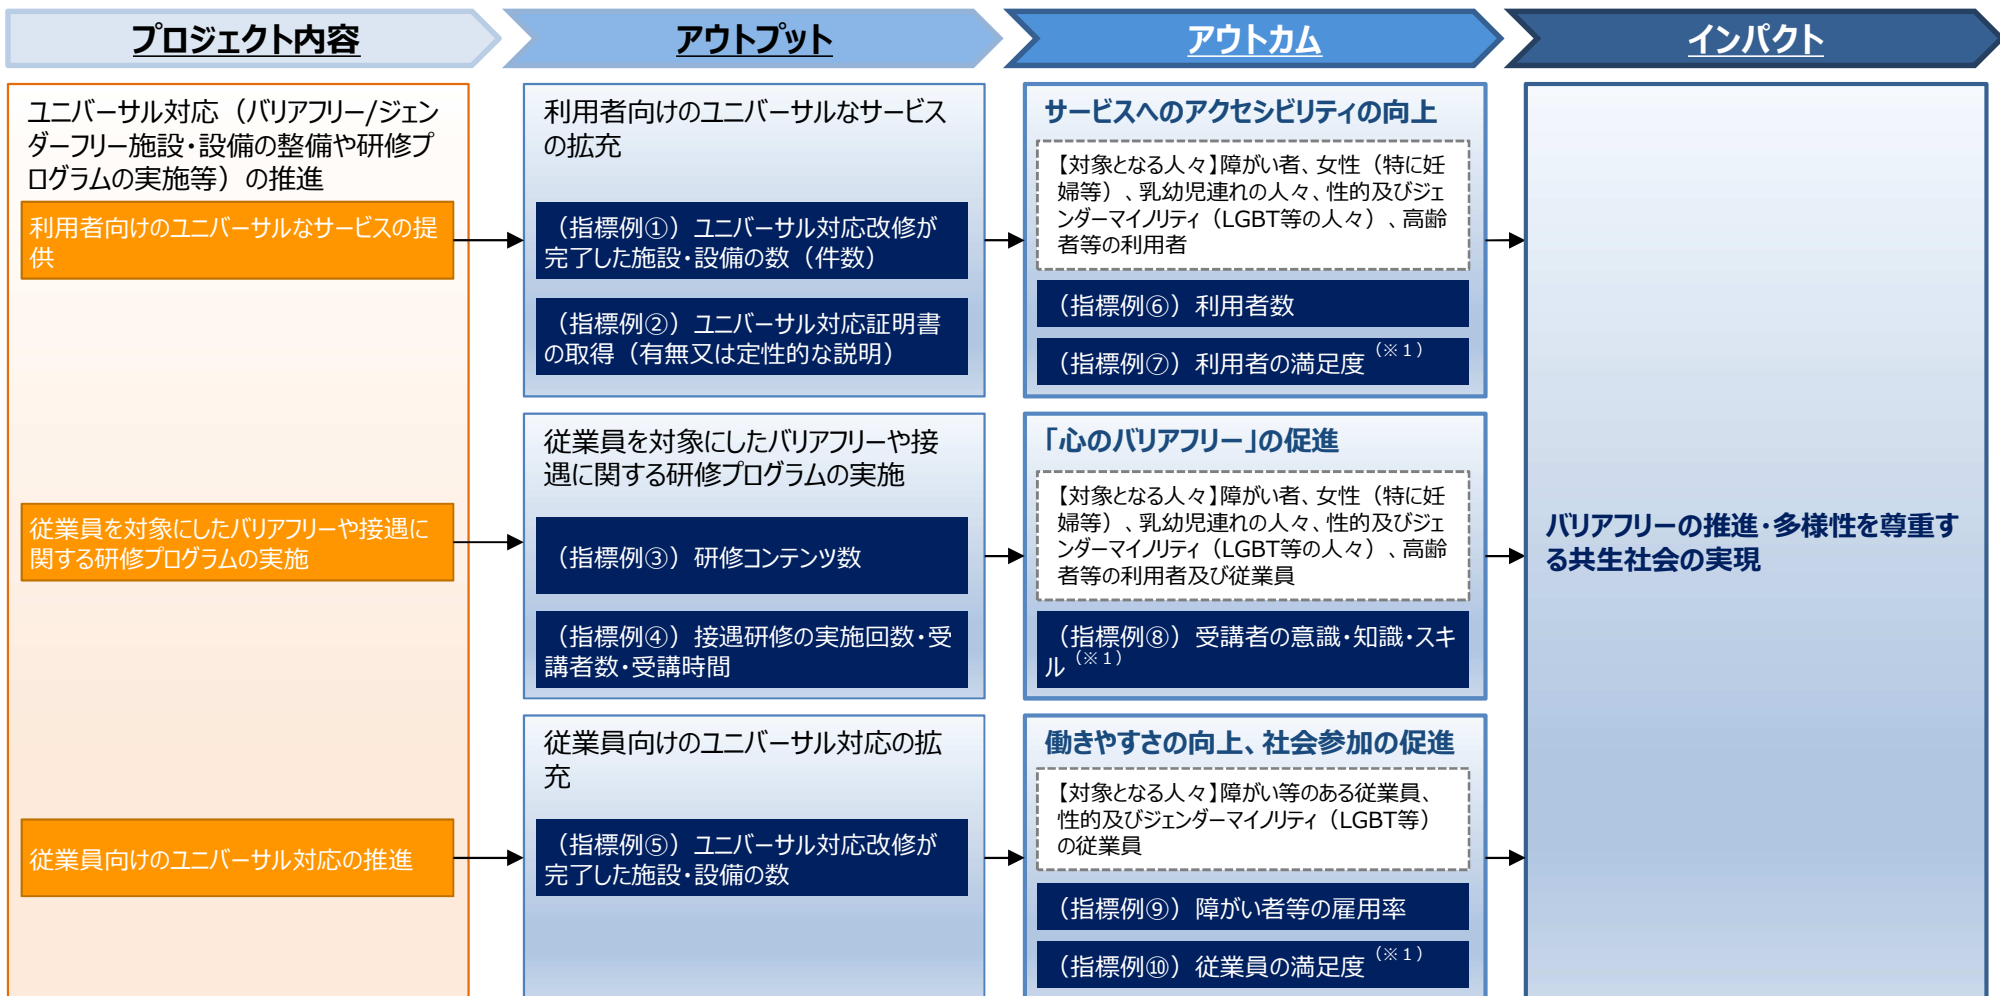 プロジェクト内容
アウトプット
アウトカム
インパクト
ユニバーサル対応（バリアフリー/ジェン
ダーフリー施設・設備の整備や研修プ
ログラムの実施等）の推進
利用者向けのユニバーサルなサービスの提
供
従業員を対象にしたバリアフリーや接遇に
関する研修プログラムの実施
従業員向けのユニバーサル対応の推進
利用者向けのユニバーサルなサービス
の拡充
（指標例①）ユニバーサル対応改修が
完了した施設・設備の数（件数）
（指標例②）ユニバーサル対応証明書
の取得（有無又は定性的な説明）
従業員を対象にしたバリアフリーや接
遇に関する研修プログラムの実施
（指標例③）研修コンテンツ数
（指標例④）接遇研修の実施回数・受
講者数・受講時間
従業員向けのユニバーサル対応の拡
充
（指標例⑤）ユニバーサル対応改修が
完了した施設・設備の数
サービスへのアクセシビリティの向上
【対象となる人々】障がい者、女性（特に妊
婦等）、乳幼児連れの人々、性的及びジェ
ンダーマイノリティ（LGBT等の人々）、高齢
者等の利用者
（指標例⑥）利用者数
（指標例⑦）利用者の満足度（※１）
「心のバリアフリー」の促進
【対象となる人々】障がい者、女性（特に妊
婦等）、乳幼児連れの人々、性的及びジェ
ンダーマイノリティ（LGBT等の人々）、高齢
者等の利用者及び従業員
（指標例⑧）受講者の意識・知識・スキ
ル（※１）
働きやすさの向上、社会参加の促進
【対象となる人々】障がい等のある従業員、
性的及びジェンダーマイノリティ（LGBT等）
の従業員
（指標例⑨）障がい者等の雇用率
（指標例⑩）従業員の満足度（※１）
バリアフリーの推進・多様性を尊重す
る共生社会の実現